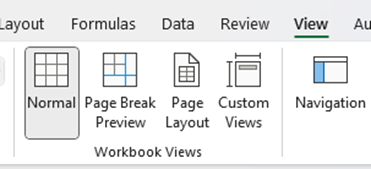 Layout Formulas Data Review View Au
Normal Page Break Preview Page Layout Custom Views Navigation
Workbook Views